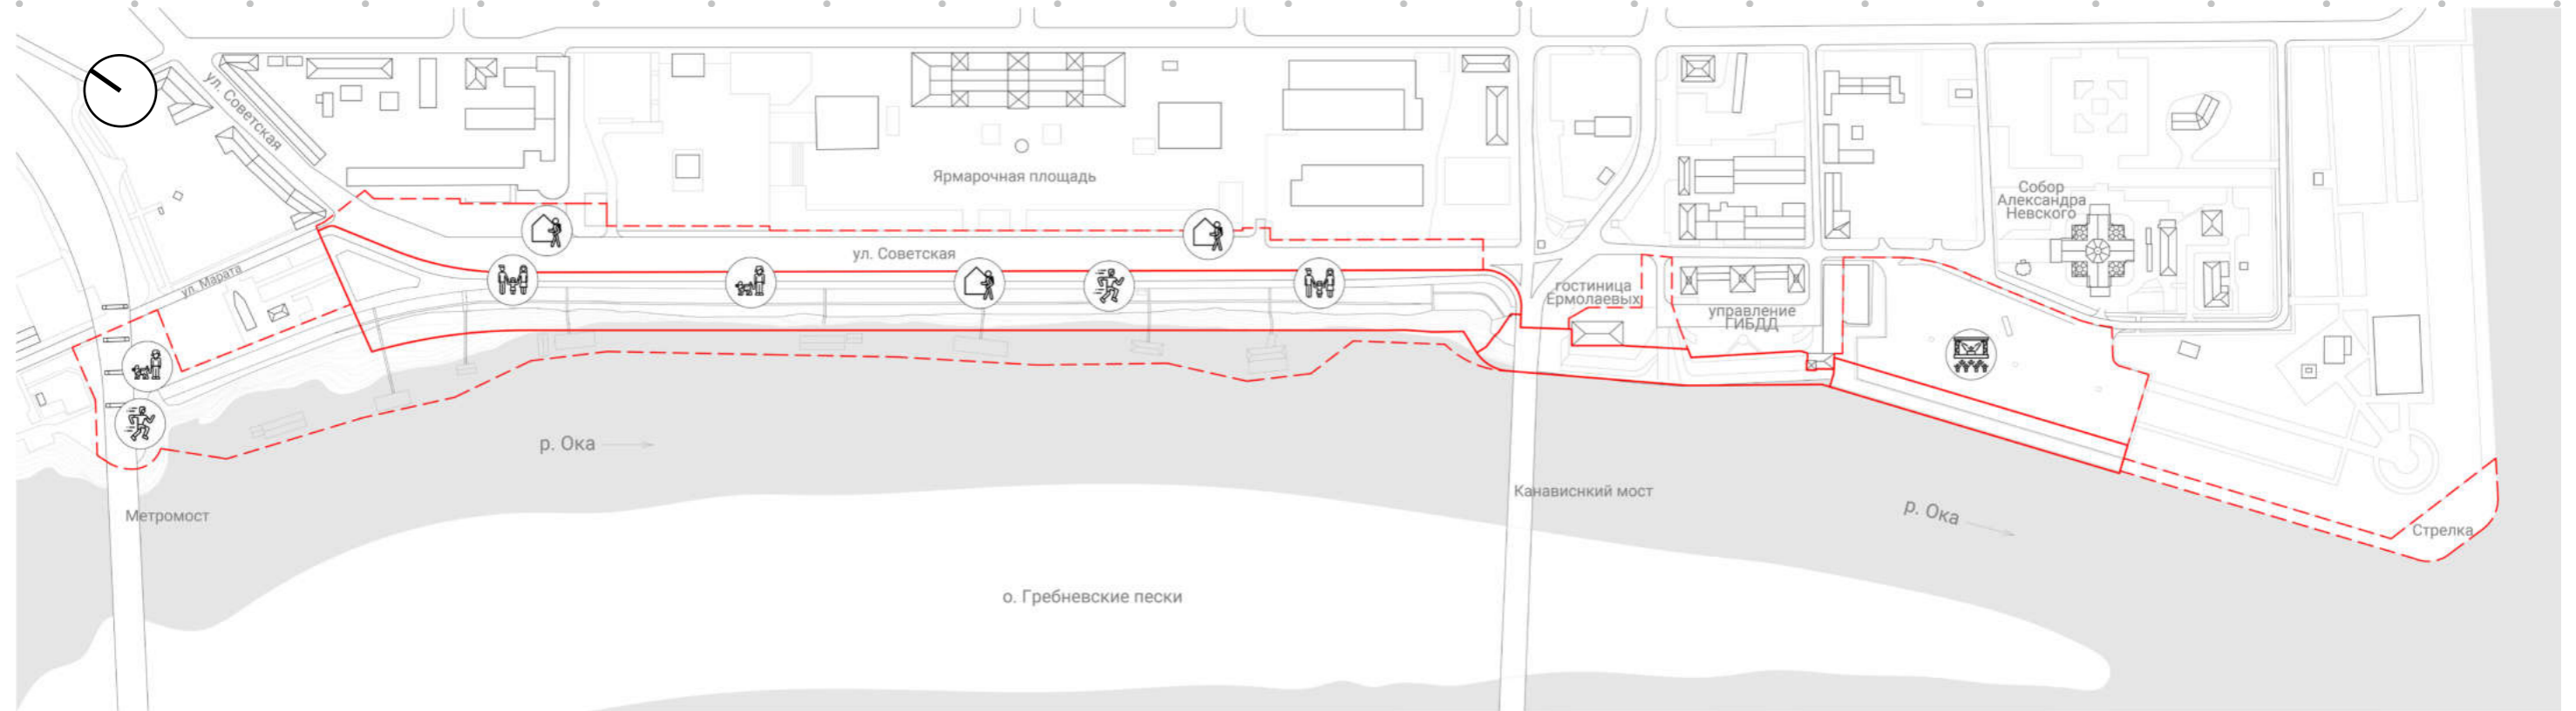 ул. Советская
Ярмарочная площадь
Собор
Александра
Невского
ул. Советская
ул. Марата
гостиница
Ермолаевых
управление
ГИБДД
р. Ока
Метромост
Канависнкий мост
р. Ока
Стрелка
о. Гребневские пески